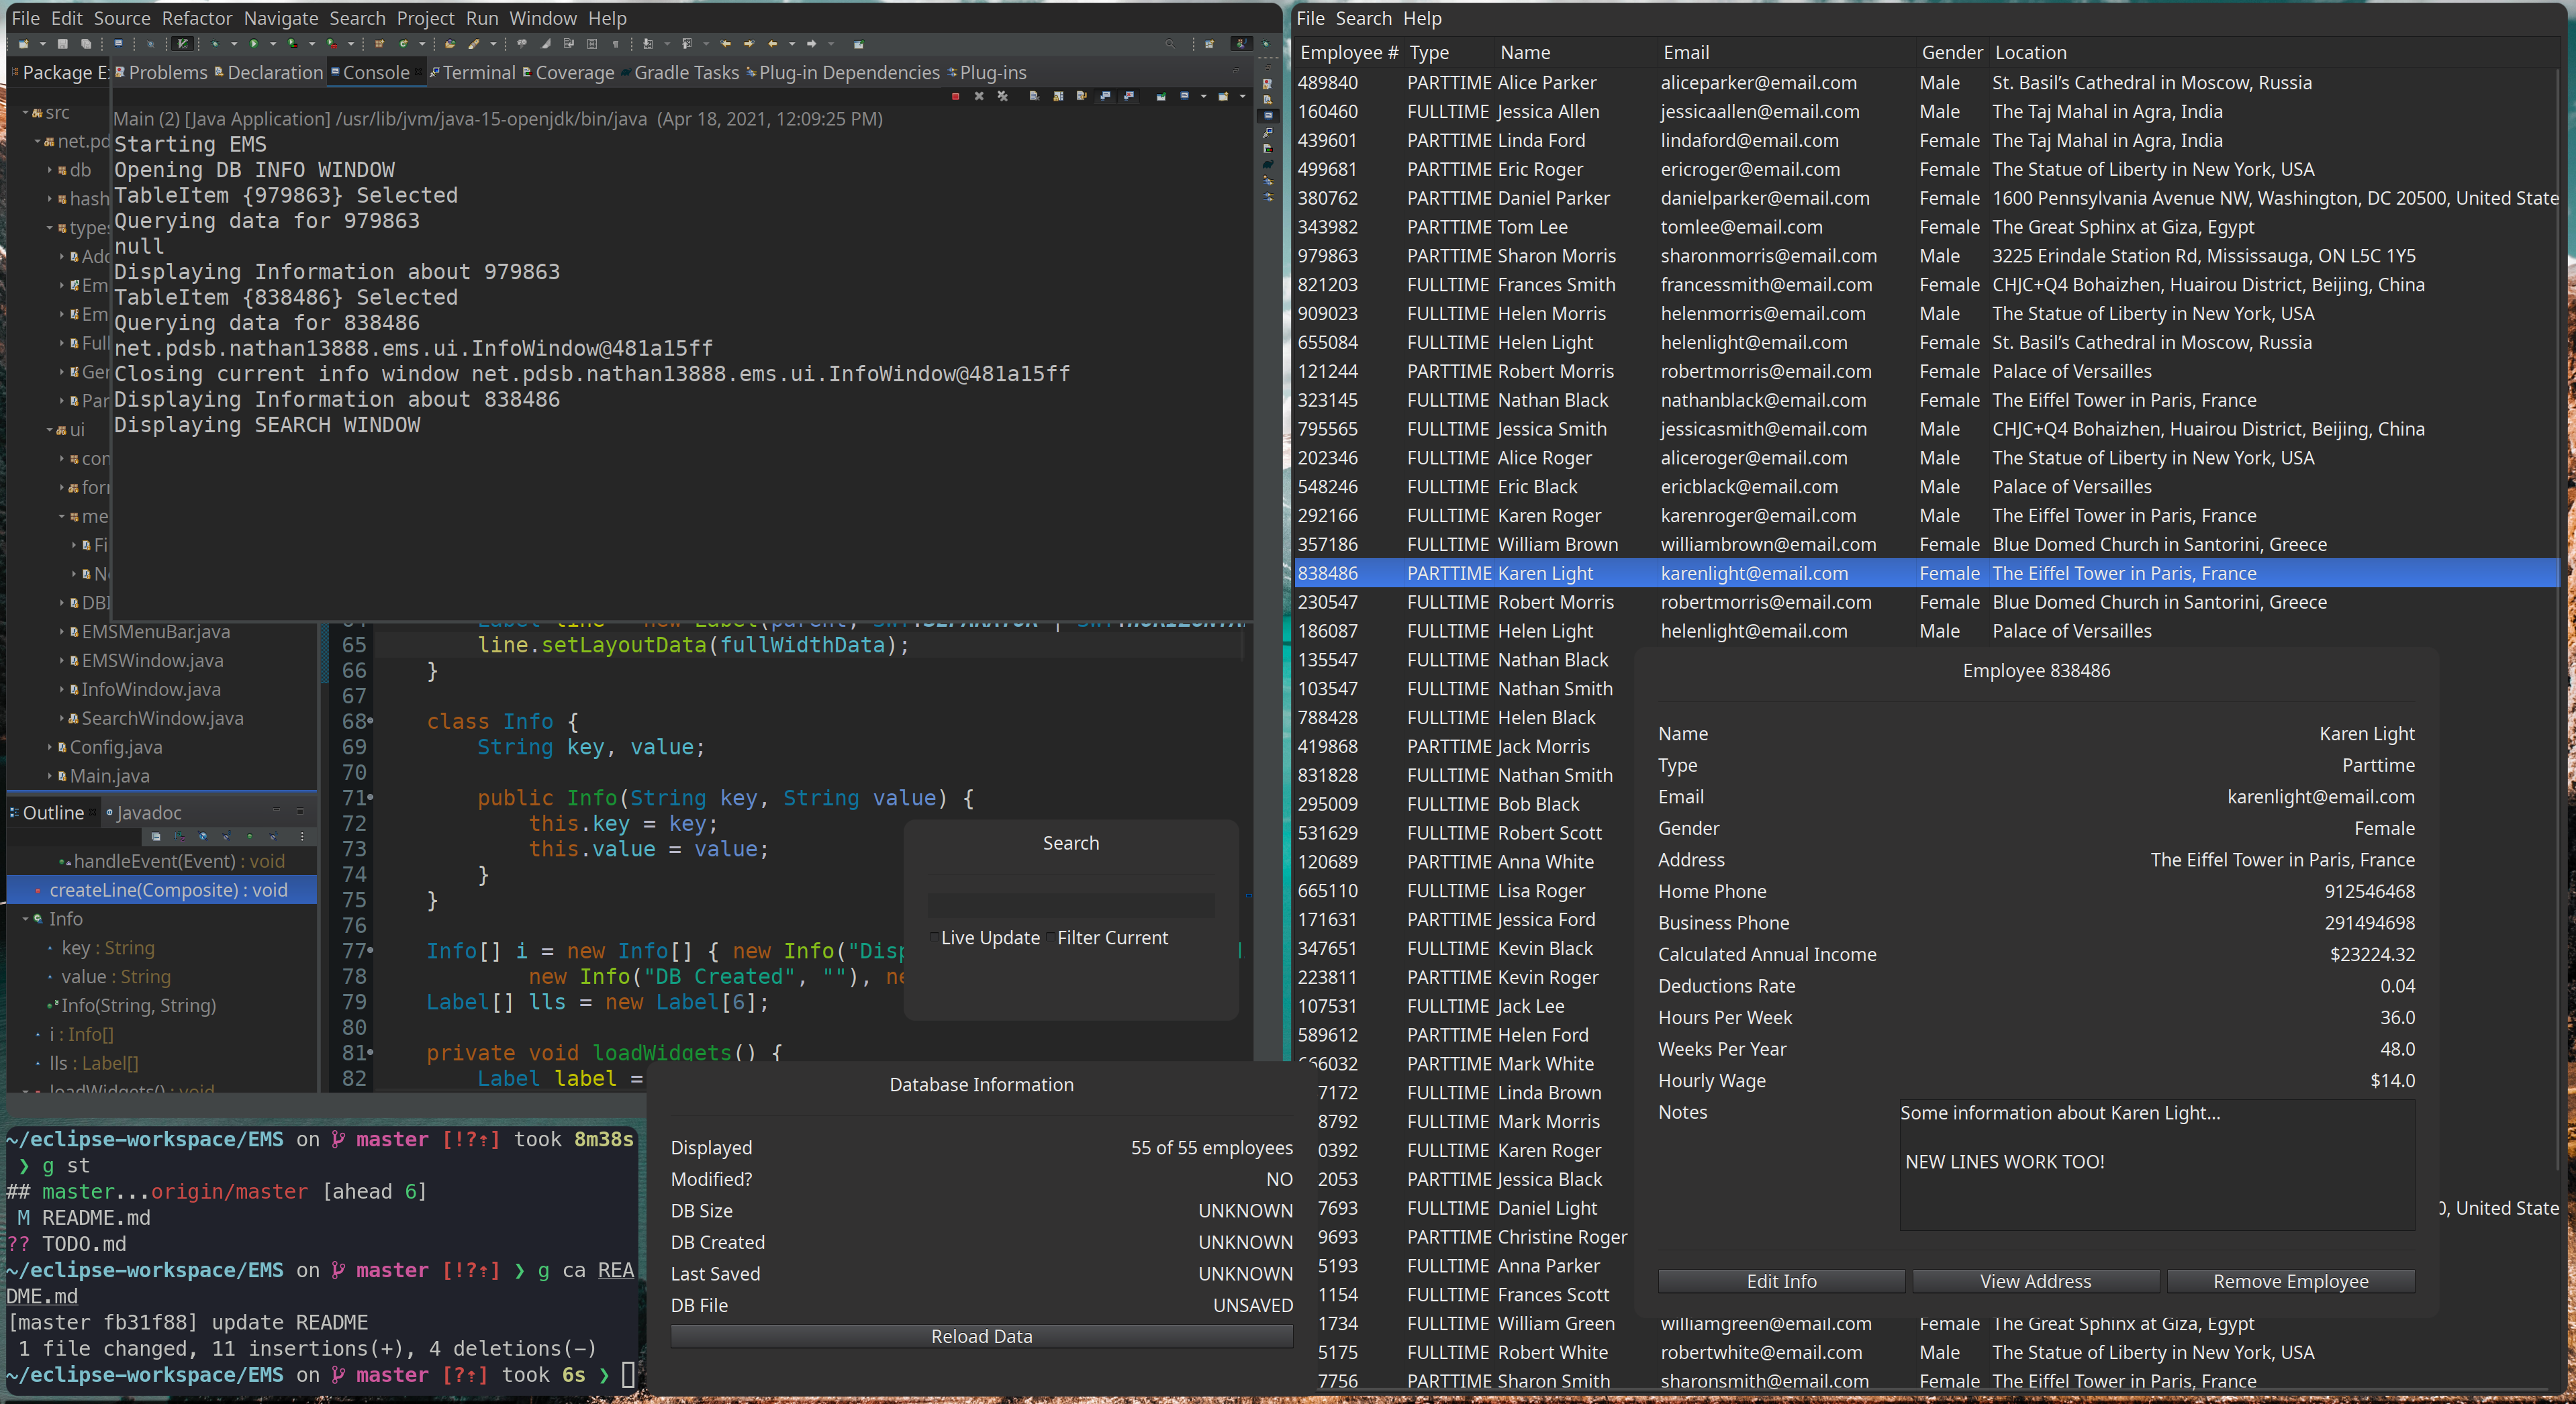 File Edit Source Refactor Navigate Search Project Run Window Help
Problems Declaration Console Terminal Coverage Gradle Tasks Plug-in Dependencies Plug-ins
Main (2) [Java Application] /usr/lib/jvm/java-15-openjdk/bin/java (Apr 18, 2021, 12:09:25 PM)
Starting EMS
Opening DB INFO WINDOW
TableItem {979863} Selected
Querying data for 979863
null
Displaying Information about 979863
TableItem {838486} Selected
Querying data for 838486
net.pdsb.nathan13888.ems.ui.InfoWindow@481a15ff
Closing current info window net.pdsb.nathan13888.ems.ui.InfoWindow@481a15ff
Displaying Information about 838486
Displaying SEARCH WINDOW
Package
src
net.pd
db
hash
types
Add
Em
Em
Full
Ger
Par
ui
con
forr
me
Fi
DBI
EMSMenuBar.java
EMSWindow.java
InfoWindow.java
SearchWindow.java
Config.java
Main.java
Outline Javadoc
handleEvent(Event) : void
createLine(Composite) : void
Info
key : String
value : String
Info(String, String)
i : Info[]
lls : Label[]
loadWidgets() : void
65 line.setLayoutData(fullWidthData);
66 }
67
68 class Info {
69 String key, value;
70
71 public Info(String key, String value) {
72 this.key = key;
73 this.value = value;
74 }
75 }
76
77 Info[] i = new Info[] { new Info("Disp
78 new Info("DB Created", ""), ne
79 Label[] lls = new Label[6];
80
81 private void loadWidgets() {
82 Label label =
Search
Live Update Filter Current
~/eclipse-workspace/EMS on master [!?⇡] took 8m38s
❯ g st
## master...origin/master [ahead 6]
M README.md
?? TODO.md
~/eclipse-workspace/EMS on master [!?⇡] ❯ g ca REA
DME.md
[master fb31f88] update README
1 file changed, 11 insertions(+), 4 deletions(-)
~/eclipse-workspace/EMS on master [?⇡] took 6s ❯
Database Information
Displayed 55 of 55 employees
Modified? NO
DB Size UNKNOWN
DB Created UNKNOWN
Last Saved UNKNOWN
DB File UNSAVED
Reload Data
File Search Help
Employee # Type Name Email Gender Location
489840 PARTTIME Alice Parker aliceparker@email.com Male St. Basil’s Cathedral in Moscow, Russia
160460 FULLTIME Jessica Allen jessicaallen@email.com Male The Taj Mahal in Agra, India
439601 PARTTIME Linda Ford lindaford@email.com Female The Taj Mahal in Agra, India
499681 PARTTIME Eric Roger ericroger@email.com Female The Statue of Liberty in New York, USA
380762 PARTTIME Daniel Parker danielparker@email.com Female 1600 Pennsylvania Avenue NW, Washington, DC 20500, United State
343982 PARTTIME Tom Lee tomlee@email.com Female The Great Sphinx at Giza, Egypt
979863 PARTTIME Sharon Morris sharonmorris@email.com Male 3225 Erindale Station Rd, Mississauga, ON L5C 1Y5
821203 FULLTIME Frances Smith francessmith@email.com Female CHJC+Q4 Bohaizhen, Huairou District, Beijing, China
909023 FULLTIME Helen Morris helenmorris@email.com Female The Statue of Liberty in New York, USA
655084 FULLTIME Helen Light helenlight@email.com Female St. Basil’s Cathedral in Moscow, Russia
121244 PARTTIME Robert Morris robertmorris@email.com Female Palace of Versailles
323145 FULLTIME Nathan Black nathanblack@email.com Female The Eiffel Tower in Paris, France
795565 FULLTIME Jessica Smith jessicasmith@email.com Male CHJC+Q4 Bohaizhen, Huairou District, Beijing, China
202346 FULLTIME Alice Roger aliceroger@email.com Male The Statue of Liberty in New York, USA
548246 FULLTIME Eric Black ericblack@email.com Male Palace of Versailles
292166 FULLTIME Karen Roger karenroger@email.com Male The Eiffel Tower in Paris, France
357186 FULLTIME William Brown williambrown@email.com Female Blue Domed Church in Santorini, Greece
838486 PARTTIME Karen Light karenlight@email.com Female The Eiffel Tower in Paris, France
230547 FULLTIME Robert Morris robertmorris@email.com Female Blue Domed Church in Santorini, Greece
186087 FULLTIME Helen Light helenlight@email.com Male Palace of Versailles
135547 FULLTIME Nathan Black
103547 FULLTIME Nathan Smith
788428 FULLTIME Helen Black
419868 PARTTIME Jack Morris
831828 FULLTIME Nathan Smith
295009 FULLTIME Bob Black
531629 FULLTIME Robert Scott
120689 PARTTIME Anna White
665110 FULLTIME Lisa Roger
171631 PARTTIME Jessica Ford
347651 FULLTIME Kevin Black
223811 PARTTIME Kevin Roger
107531 FULLTIME Jack Lee
589612 PARTTIME Helen Ford
66032 PARTTIME Mark White
7172 FULLTIME Linda Brown
8792 FULLTIME Mark Morris
0392 FULLTIME Karen Roger
2053 PARTTIME Jessica Black
7693 FULLTIME Daniel Light 0, United State
9693 PARTTIME Christine Roger
5193 FULLTIME Anna Parker
1154 FULLTIME Frances Scott
1734 FULLTIME William Green williamgreen@email.com Female The Great Sphinx at Giza, Egypt
5175 FULLTIME Robert White robertwhite@email.com Male The Statue of Liberty in New York, USA
7756 PARTTIME Sharon Smith sharonsmith@email.com Female The Eiffel Tower in Paris, France
Employee 838486
Name Karen Light
Type Parttime
Email karenlight@email.com
Gender Female
Address The Eiffel Tower in Paris, France
Home Phone 912546468
Business Phone 291494698
Calculated Annual Income $23224.32
Deductions Rate 0.04
Hours Per Week 36.0
Weeks Per Year 48.0
Hourly Wage $14.0
Notes Some information about Karen Light...
NEW LINES WORK TOO!
Edit Info View Address Remove Employee